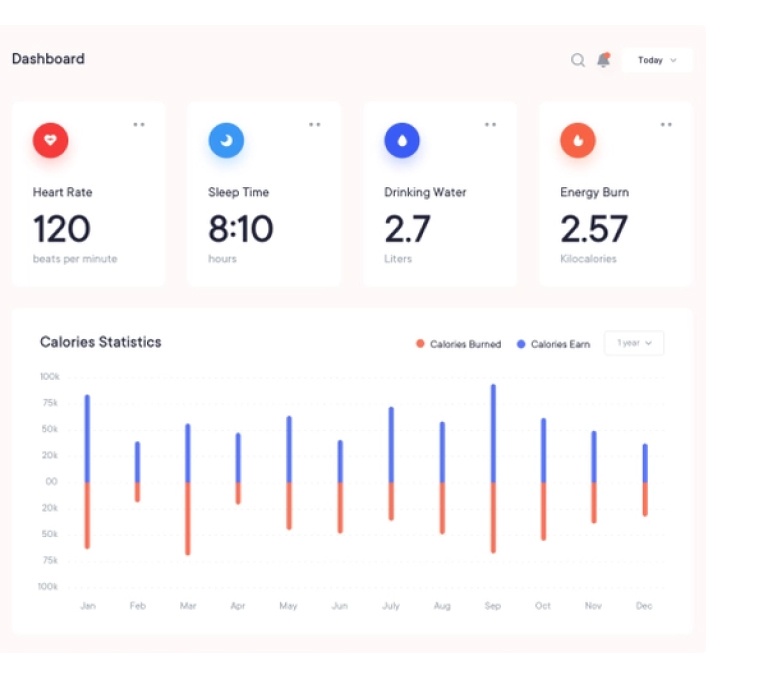 Dashboard
Today
Heart Rate
120
beats per minute
Sleep Time
8:10
hours
Drinking Water
2.7
Liters
Energy Burn
2.57
Kilocalories
Calories Statistics
Calories Burned
Calories Earn
1 year
100k
75k
50k
20k
00
20k
50k
75k
100k
Jan Feb Mar Apr May Jun July Aug Sep Oct Nov Dec